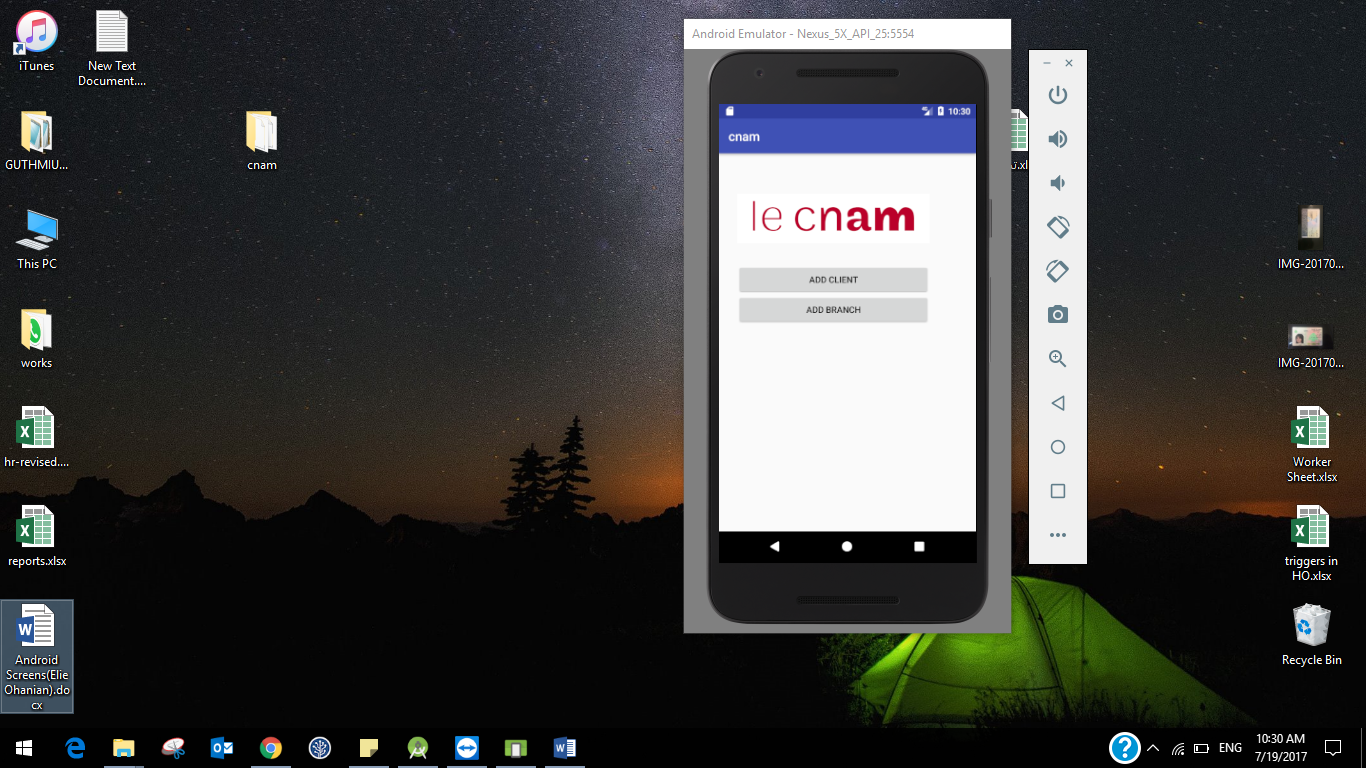 iTunes
New Text
Document....
GUTHMIU...
cnam
This PC
works
hr-revised....
reports.xlsx
Android
Screens(Elie
Ohanian).do
cx
Android Emulator - Nexus_5X_API_25:5554
10:30
cnam
le cnam
ADD CLIENT
ADD BRANCH
IMG-20170...
IMG-20170...
Worker
Sheet.xlsx
triggers in
HO.xlsx
Recycle Bin
ENG
10:30 AM
7/19/2017